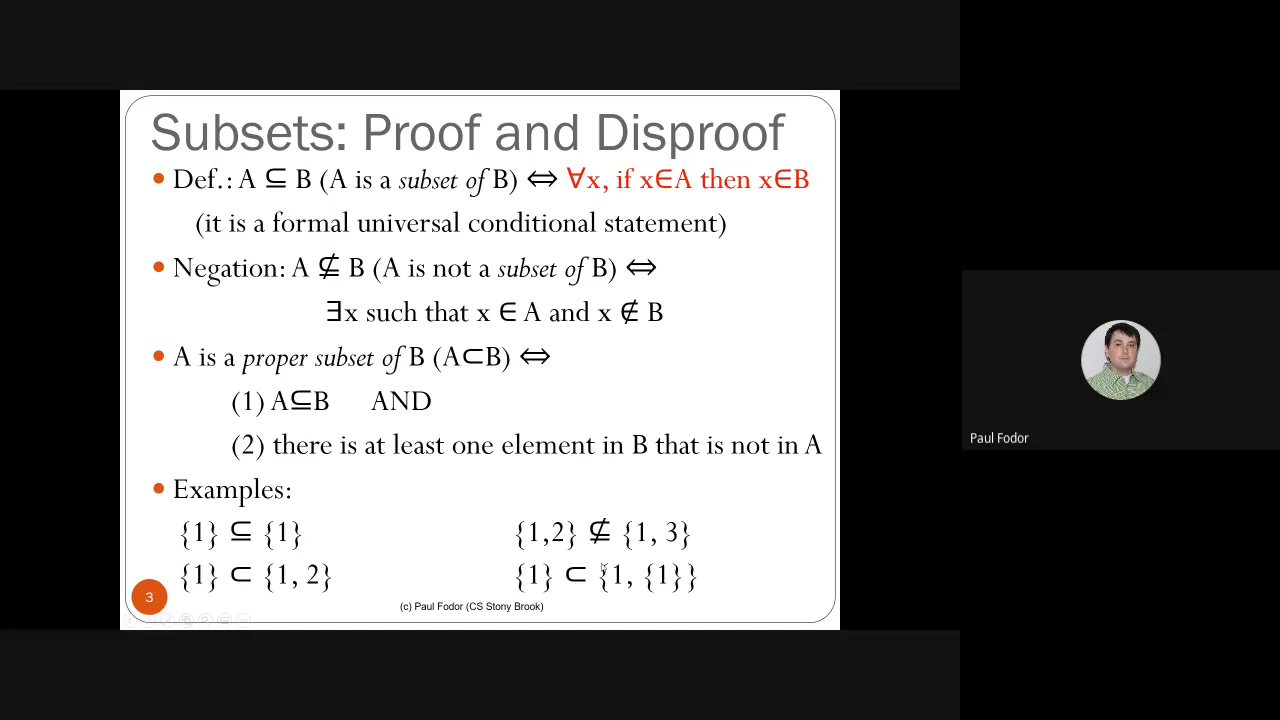 Subsets: Proof and Disproof
• Def.: A ⊆ B (A is a subset of B) ⇔ ∀x, if x∈A then x∈B
(it is a formal universal conditional statement)
• Negation: A ⊈ B (A is not a subset of B) ⇔
∃x such that x ∈ A and x ∉ B
• A is a proper subset of B (A⊂B) ⇔
(1) A⊆B AND
(2) there is at least one element in B that is not in A
• Examples:
{1} ⊆ {1} {1,2} ⊈ {1, 3}
{1} ⊂ {1, 2} {1} ⊂ {1, {1}}
3
(c) Paul Fodor (CS Stony Brook)
Paul Fodor